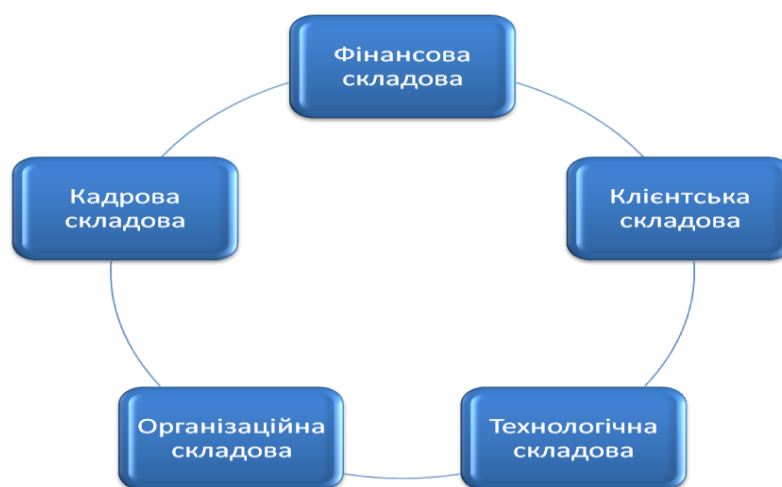 Фінансова
складова
Кадрова
складова
Клієнтська
складова
Організаційна
складова
Технологічна
складова